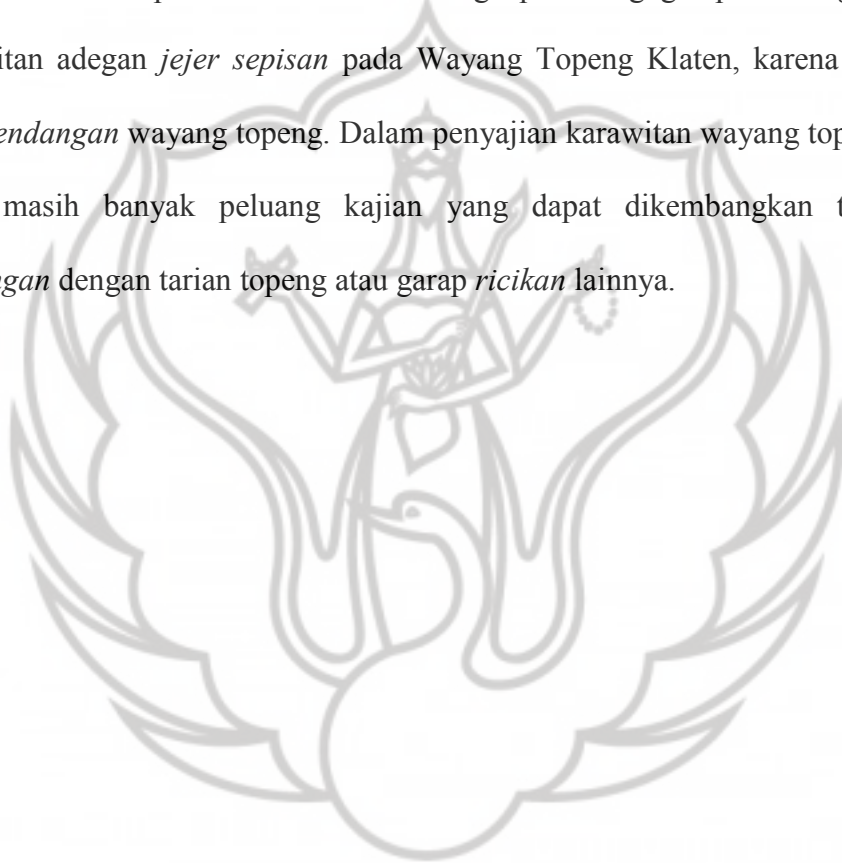 itan adegan jejer sepisan pada Wayang Topeng Klaten, karena
endangan wayang topeng. Dalam penyajian karawitan wayang top
masih banyak peluang kajian yang dapat dikembangkan t
ngan dengan tarian topeng atau garap ricikan lainnya.